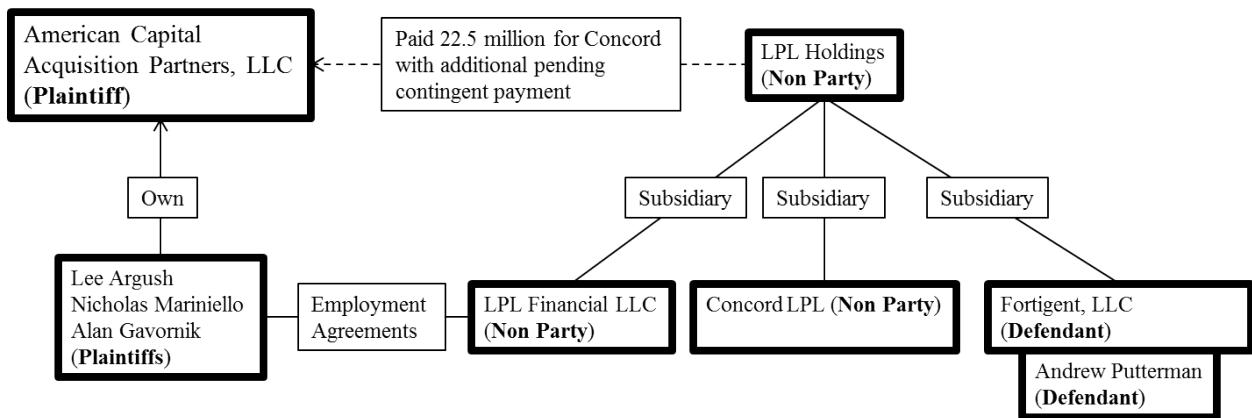 American Capital
Acquisition Partners, LLC
(Plaintiff)
Paid 22.5 million for Concord
with additional pending
contingent payment
LPL Holdings
(Non Party)
Own
Subsidiary
Subsidiary
Subsidiary
Lee Argush
Nicholas Mariniello
Alan Gavornik
(Plaintiffs)
Employment
Agreements
LPL Financial LLC
(Non Party)
Concord LPL (Non Party)
Fortigent, LLC
(Defendant)
Andrew Putterman
(Defendant)